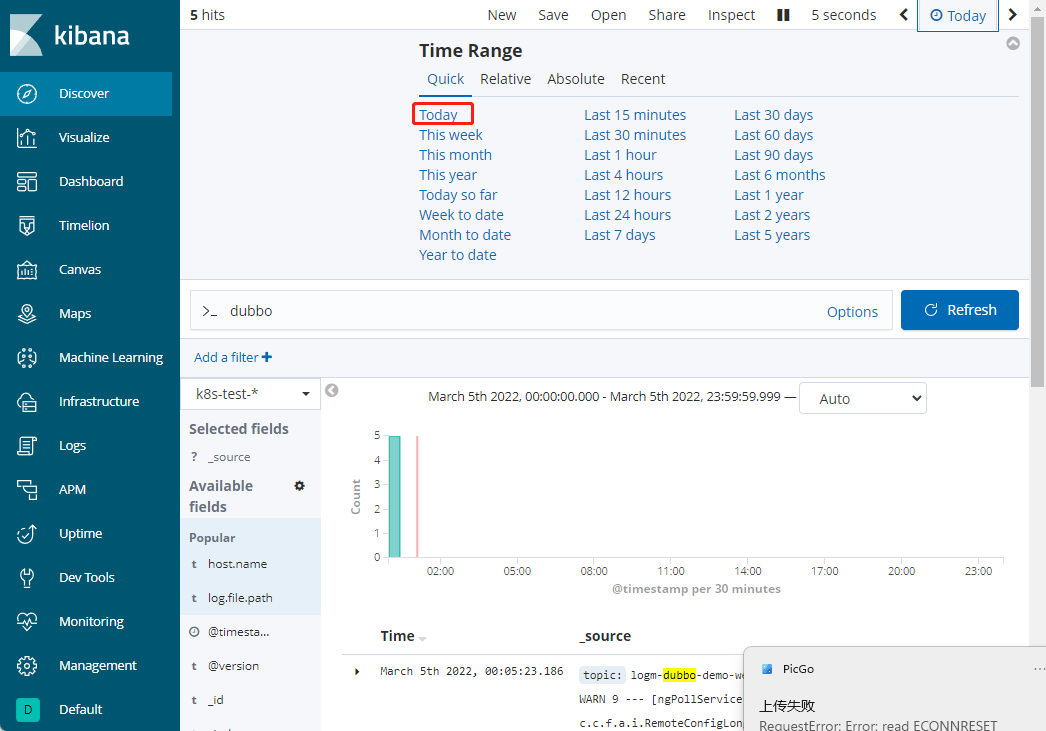 kibana
Discover
Visualize
Dashboard
Timelion
Canvas
Maps
Machine Learning
Infrastructure
Logs
APM
Uptime
Dev Tools
Monitoring
Management
D Default
5 hits New Save Open Share Inspect 5 seconds Today
Time Range
Quick Relative Absolute Recent
Today Last 15 minutes Last 30 days
This week Last 30 minutes Last 60 days
This month Last 1 hour Last 90 days
This year Last 4 hours Last 6 months
Today so far Last 12 hours Last 1 year
Week to date Last 24 hours Last 2 years
Month to date Last 7 days Last 5 years
Year to date
>_ dubbo Options Refresh
Add a filter +
k8s-test-*
Selected fields
? _source
Available
fields
Popular
t host.name
t log.file.path
@timesta...
t @version
t _id
March 5th 2022, 00:00:00.000 - March 5th 2022, 23:59:59.999 — Auto
5
4
3
2
1
0
Count
02:00 05:00 08:00 11:00 14:00 17:00 20:00 23:00
@timestamp per 30 minutes
Time _source
March 5th 2022, 00:05:23.186 topic: logm-dubbo-demo-we
WARN 9 --- [ngPollService
c.c.f.a.i.RemoteConfigLon
PicGo ...
上传失败
RequestError: Error: read ECONNRESET